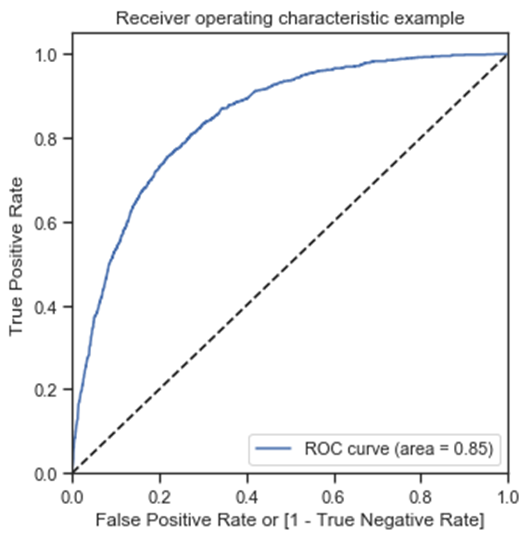 Receiver operating characteristic example
1.0
0.8
0.6
0.4
0.2
0.0
True Positive Rate
ROC curve (area = 0.85)
0.0 0.2 0.4 0.6 0.8 1.0
False Positive Rate or [1 - True Negative Rate]